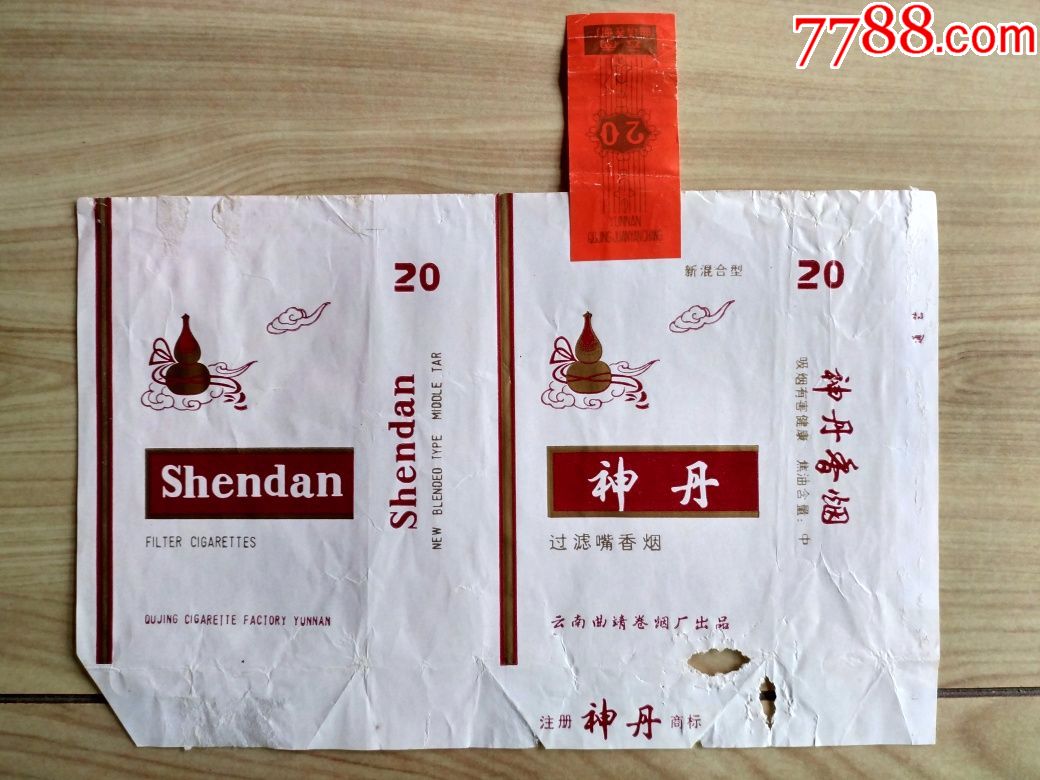 7788.com
20
YUNNAN
QUJINGJUANYANCHANG
20
Shendan
NEW BLENDED TYPE MIDDLE TAR
Shendan
FILTER CIGARETTES
QUJING CIGARETTE FACTORY YUNNAN
新混合型
神丹
过滤嘴香烟
云南曲靖卷烟厂出品
注册 神丹 商标
20
神丹香烟
吸烟有害健康 焦油含量:中